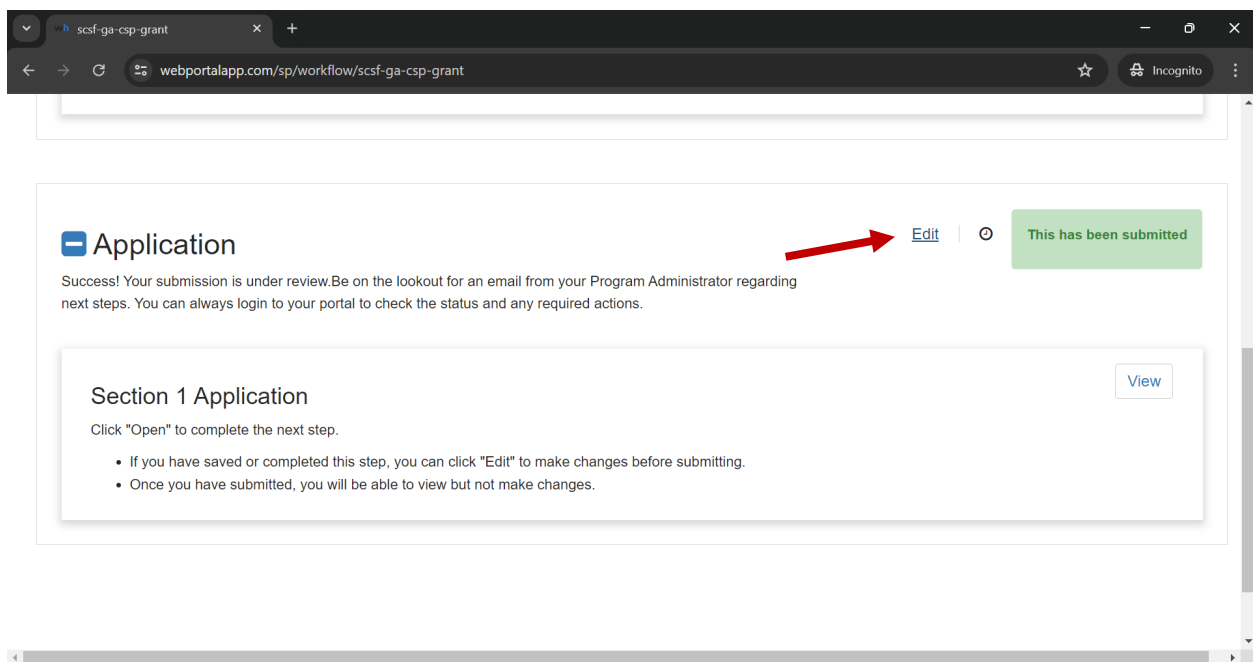 wh scsf-ga-csp-grant
webportalapp.com/sp/workflow/scsf-ga-csp-grant
Incognito
Application
Edit
This has been submitted
Success! Your submission is under review.Be on the lookout for an email from your Program Administrator regarding
next steps. You can always login to your portal to check the status and any required actions.
Section 1 Application
View
Click "Open" to complete the next step.
• If you have saved or completed this step, you can click "Edit" to make changes before submitting.
• Once you have submitted, you will be able to view but not make changes.